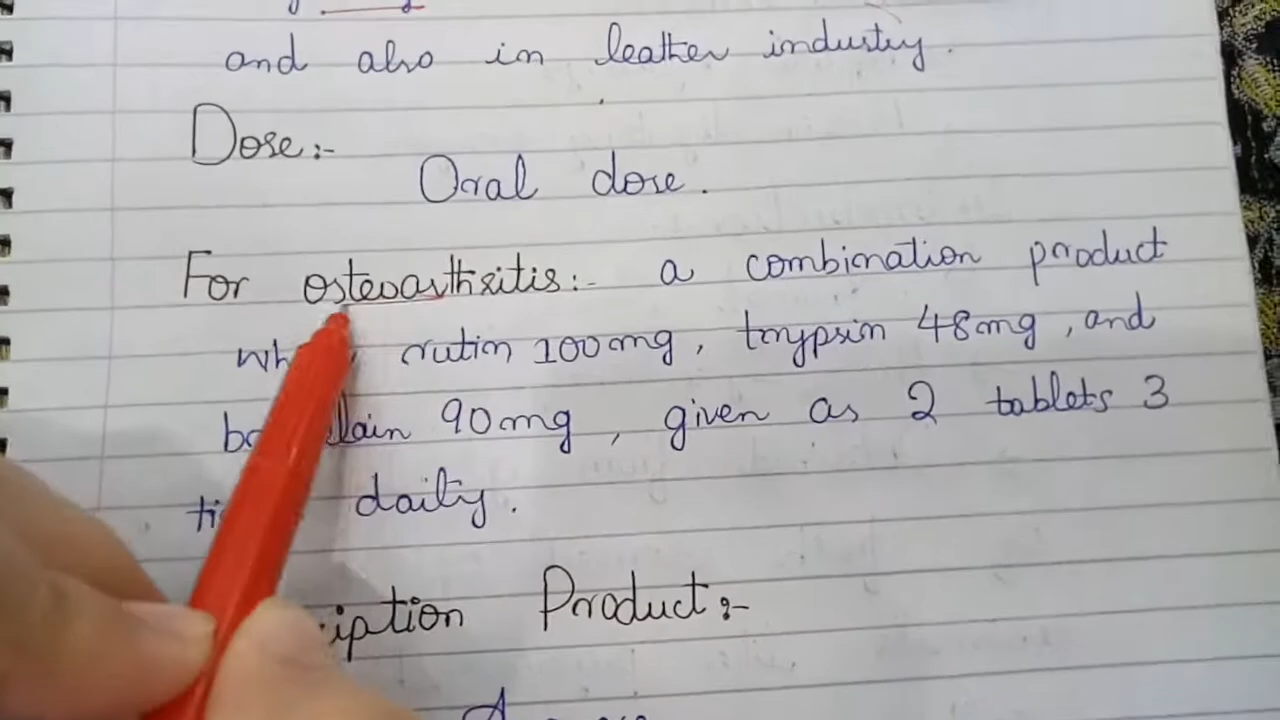 and also in leather industry.
Dose:-
Oral dose.
For osteoarthritis:- a combination product
rutin 100mg, trypsin 48mg, and
90mg, given as 2 tablets 3
daily.
Product:-